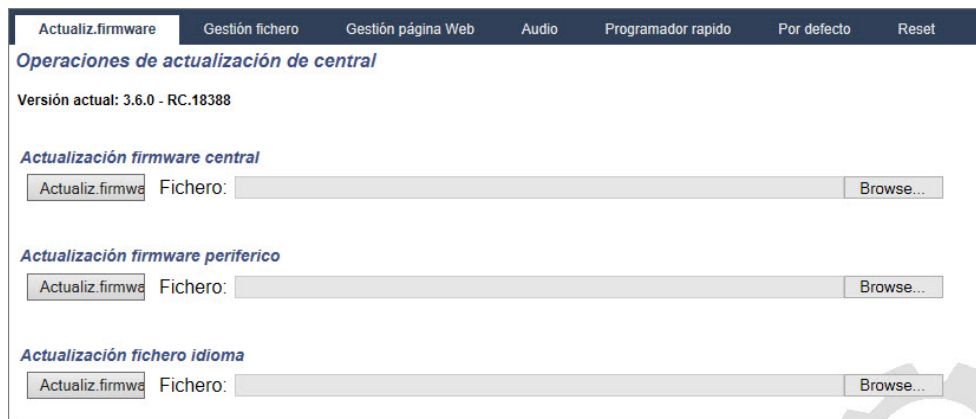 Actualiz.firmware Gestión fichero Gestión página Web Audio Programador rapido Por defecto Reset
Operaciones de actualización de central
Versión actual: 3.6.0 - RC.18388
Actualización firmware central
Actualiz.firmwa Fichero: Browse...
Actualización firmware periferico
Actualiz.firmwa Fichero: Browse...
Actualización fichero idioma
Actualiz.firmwa Fichero: Browse...